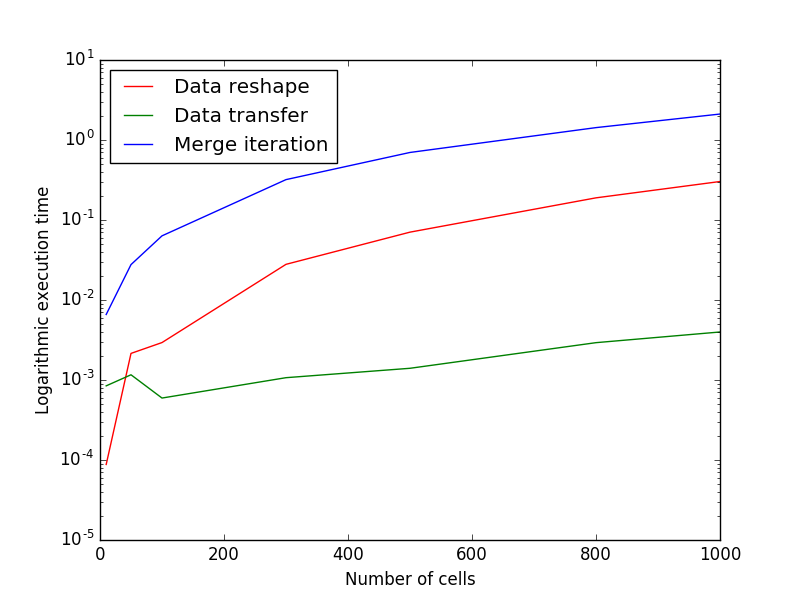 10^1
10^0
10^-1
10^-2
10^-3
10^-4
10^-5
Logarithmic execution time
Data reshape
Data transfer
Merge iteration
0 200 400 600 800 1000
Number of cells